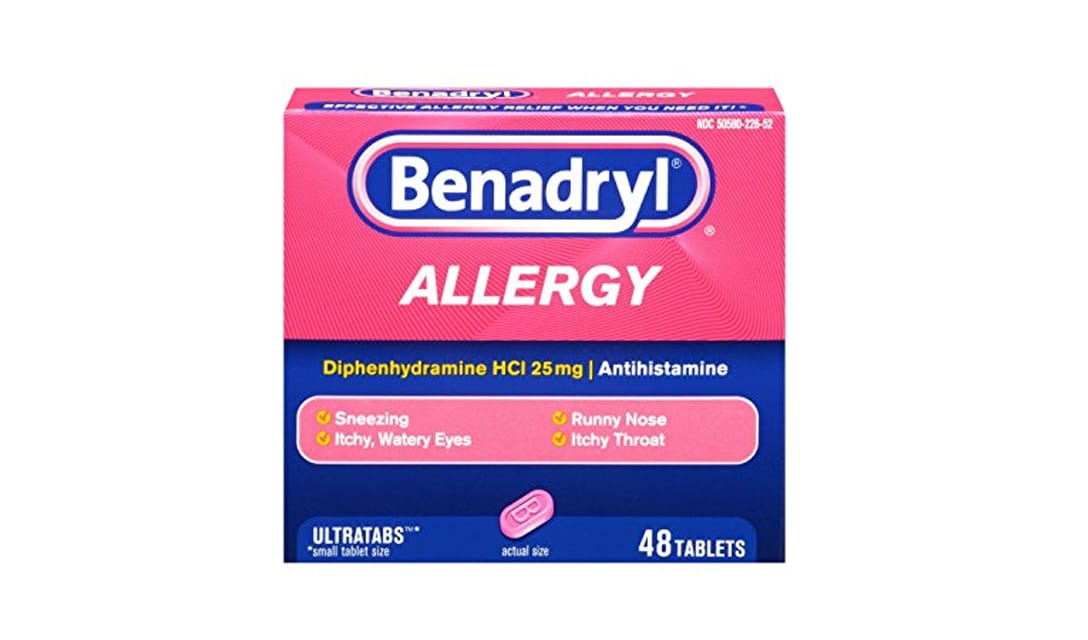 Benadryl ALLERGY
EFFECTIVE ALLERGY RELIEF WHEN YOU NEED IT!*
NDC 50580-226-52
Benadryl®
®
ALLERGY
Diphenhydramine HCl 25mg | Antihistamine
Sneezing Runny Nose
Itchy, Watery Eyes Itchy Throat
ULTRATABS™*
*small tablet size
B
actual size
48 TABLETS